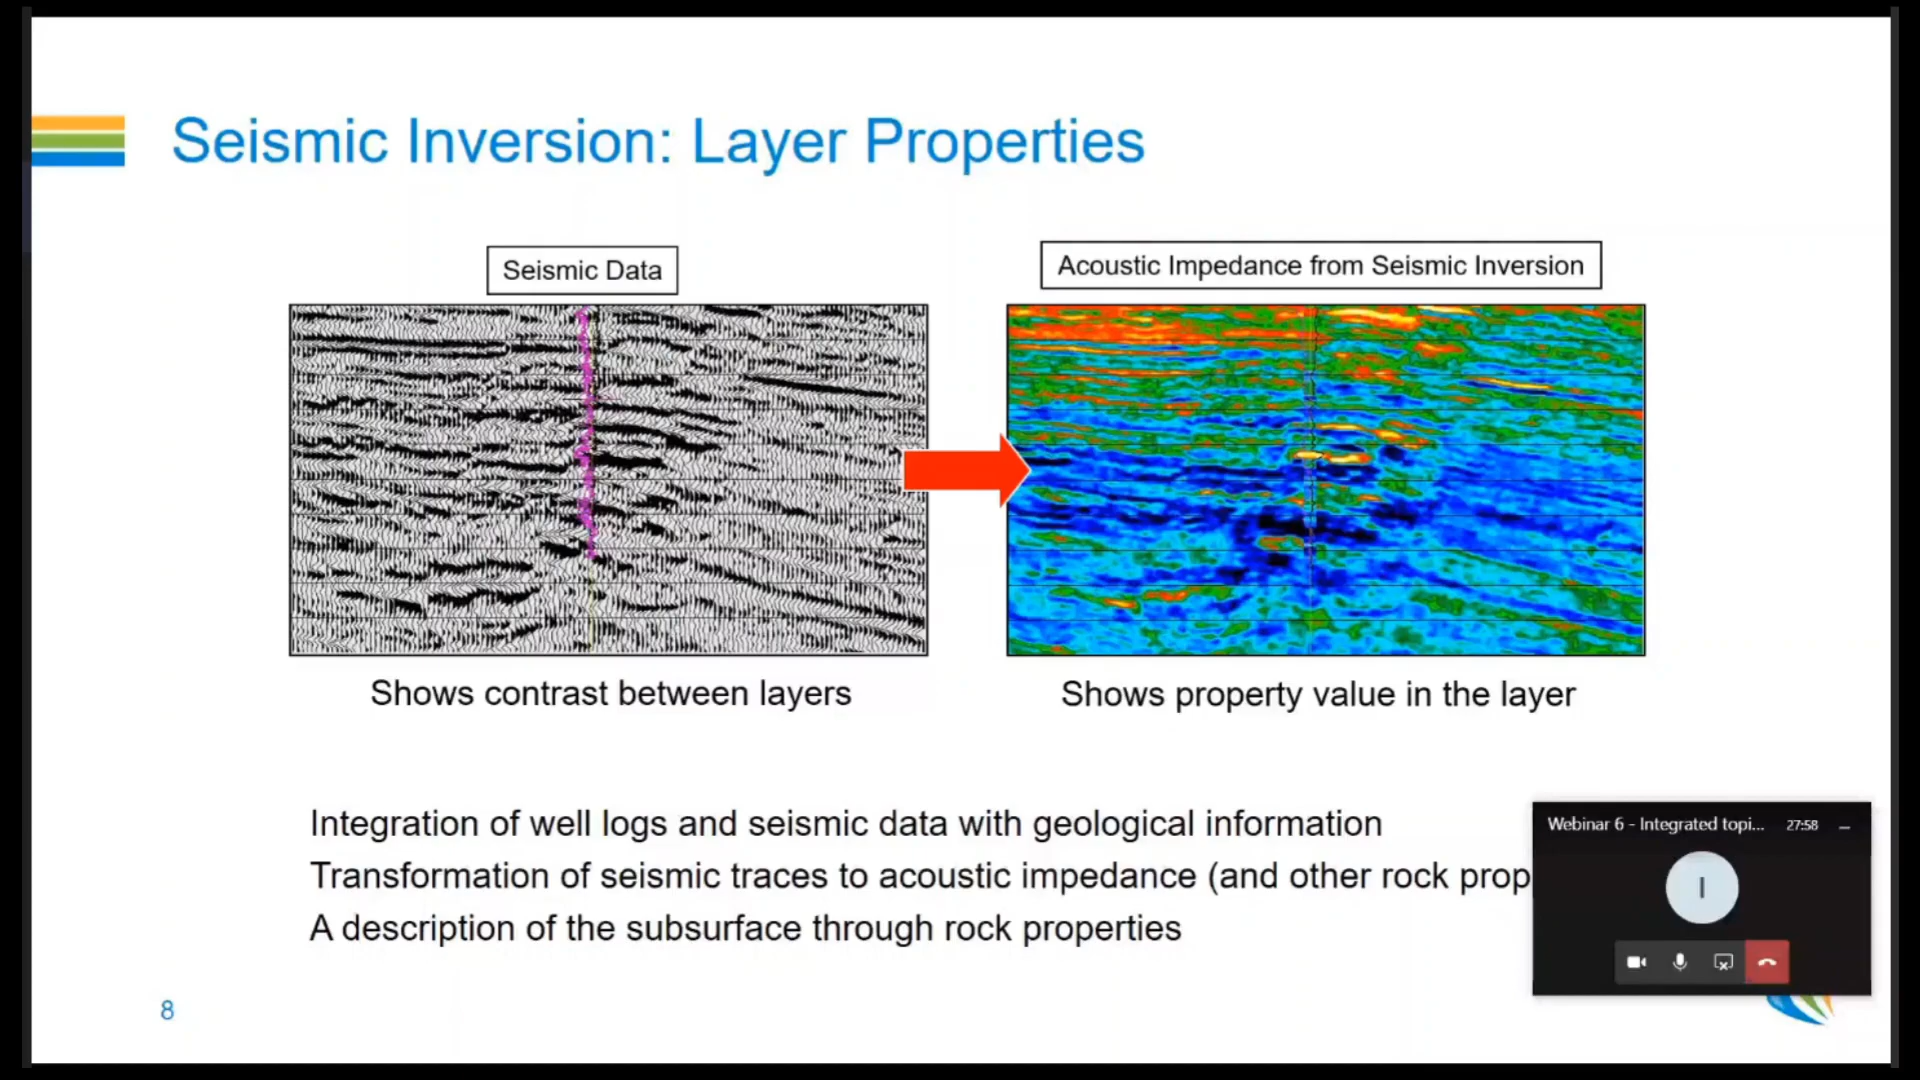 Seismic Inversion: Layer Properties
Seismic Data
Acoustic Impedance from Seismic Inversion
Shows contrast between layers
Shows property value in the layer
Integration of well logs and seismic data with geological information
Transformation of seismic traces to acoustic impedance (and other rock prop
A description of the subsurface through rock properties
Webinar 6 - Integrated topi... 27:58
I
8